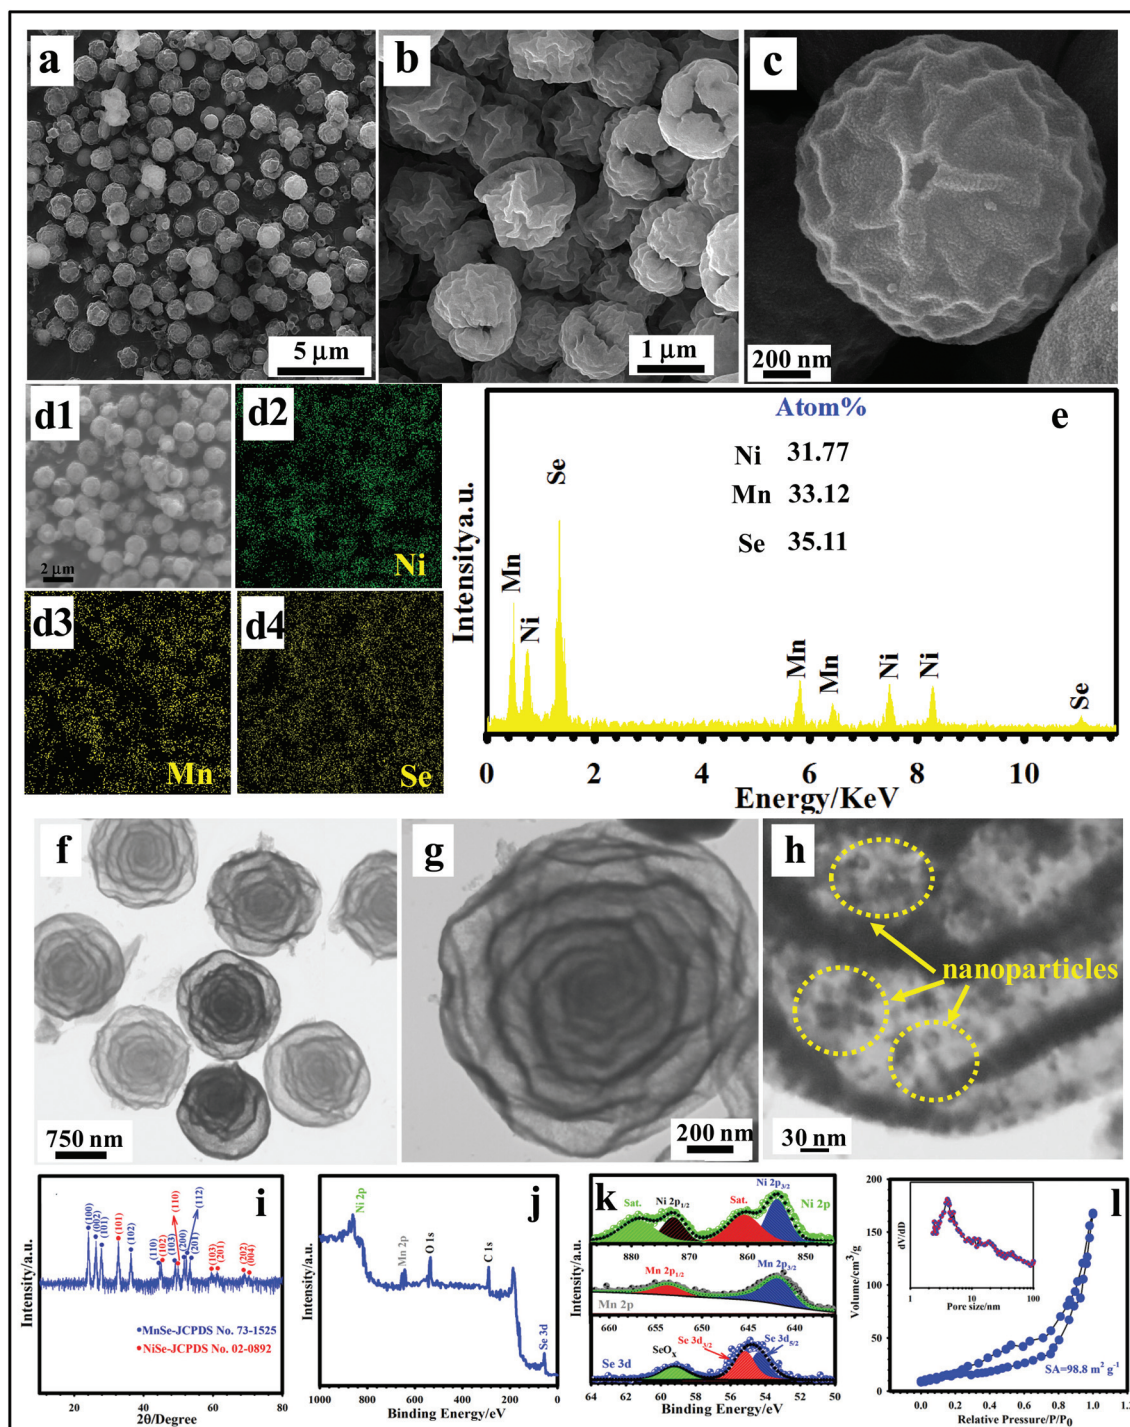 a
5 μm
b
1 μm
c
200 nm
d1
2 μm
d2
Ni
d3
Mn
d4
Se
e
Atom%
Ni 31.77
Mn 33.12
Se 35.11
Intensitya.u.
Mn
Ni
Se
Mn
Mn
Ni
Ni
Se
0 2 4 6 8 10
Energy/KeV
f
750 nm
g
200 nm
h
nanoparticles
30 nm
i
Intensity/a.u.
(100)
(002)
(101)
(101)
(102)
(110)
(102)
(103)
(110)
(200)
(112)
(201)
(103)
(201)
(202)
(004)
MnSe-JCPDS No. 73-1525
NiSe-JCPDS No. 02-0892
20 40 60 80
2θ/Degree
j
Intensity/a.u.
Ni 2p
Mn 2p
O 1s
C 1s
Se 3d
1000 800 600 400 200 0
Binding Energy/eV
k
Intensity/a.u.
Sat. Ni 2p1/2 Sat. Ni 2p3/2 Ni 2p
880 870 860 850
Mn 2p1/2 Mn 2p3/2
Mn 2p
660 650 640
SeOx Se 3d3/2 Se 3d5/2
Se 3d
64 62 60 58 56 54 52 50
Binding Energy/eV
l
Volume/cm3/g
200
180
150
100
50
0
dV/dD
1 10 100
Pore size/nm
SA=98.8 m2 g-1
0.0 0.2 0.4 0.6 0.8 1.0 1.2
Relative Pressure/P/P0